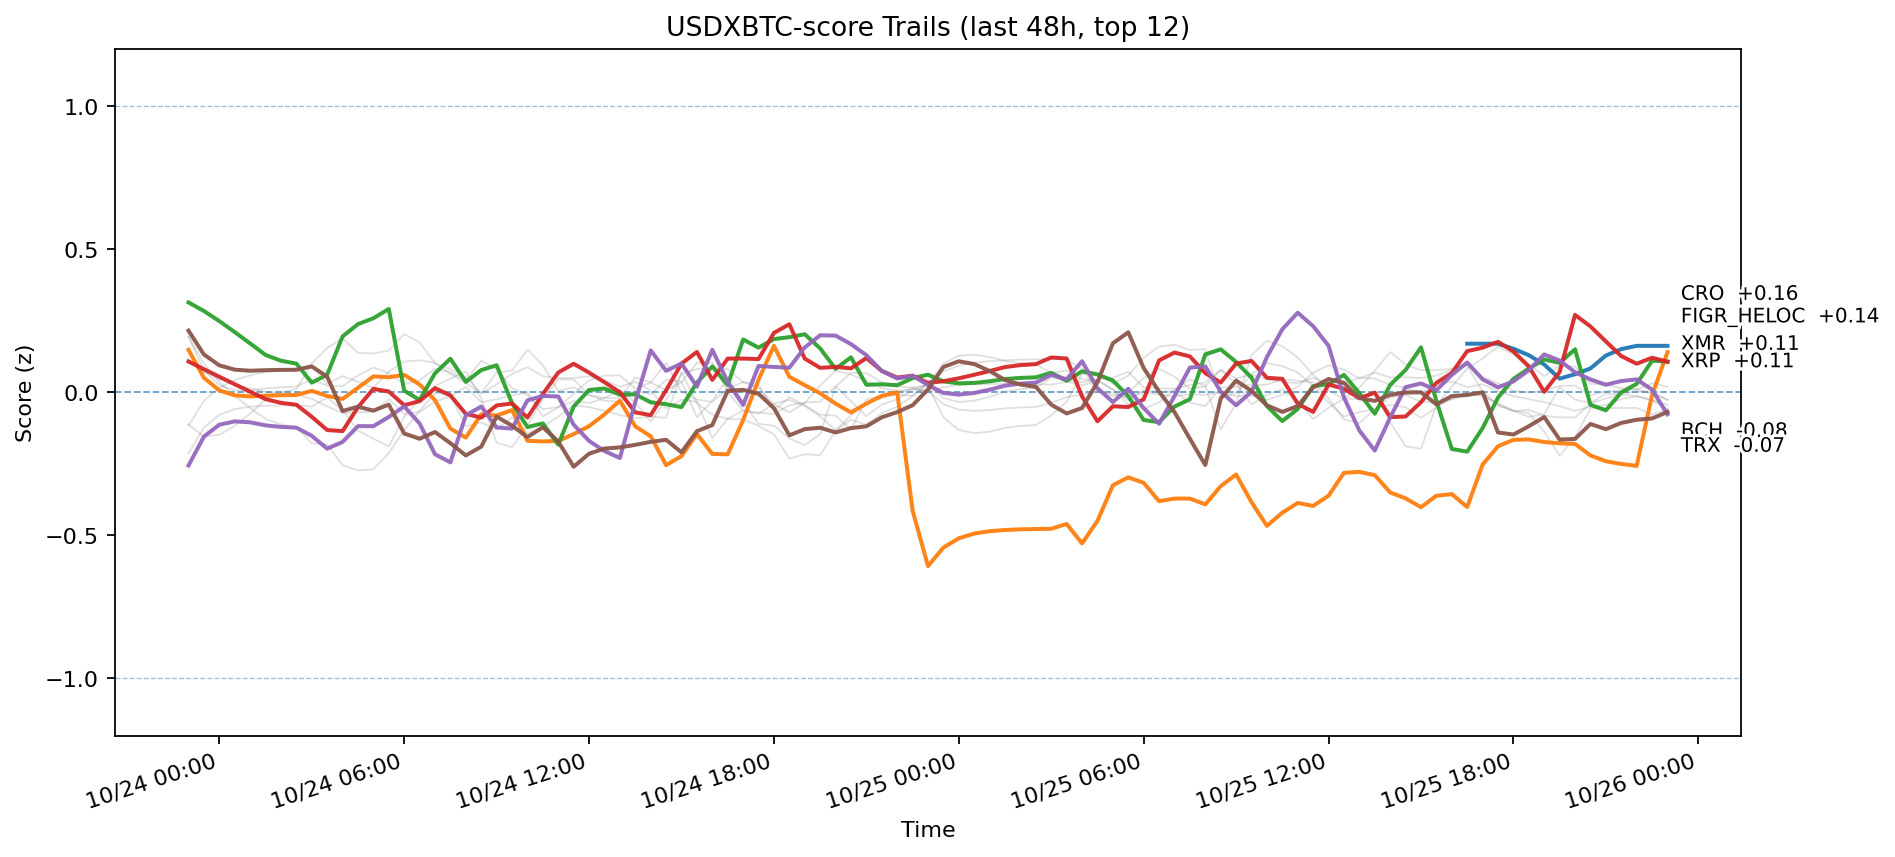 USDXBTC-score Trails (last 48h, top 12)
Score (z)
1.0
0.5
0.0
−0.5
−1.0
CRO +0.16
FIGR_HELOC +0.14
XMR +0.11
XRP +0.11
BCH -0.08
TRX -0.07
10/24 00:00
10/24 06:00
10/24 12:00
10/24 18:00
10/25 00:00
10/25 06:00
10/25 12:00
10/25 18:00
10/26 00:00
Time